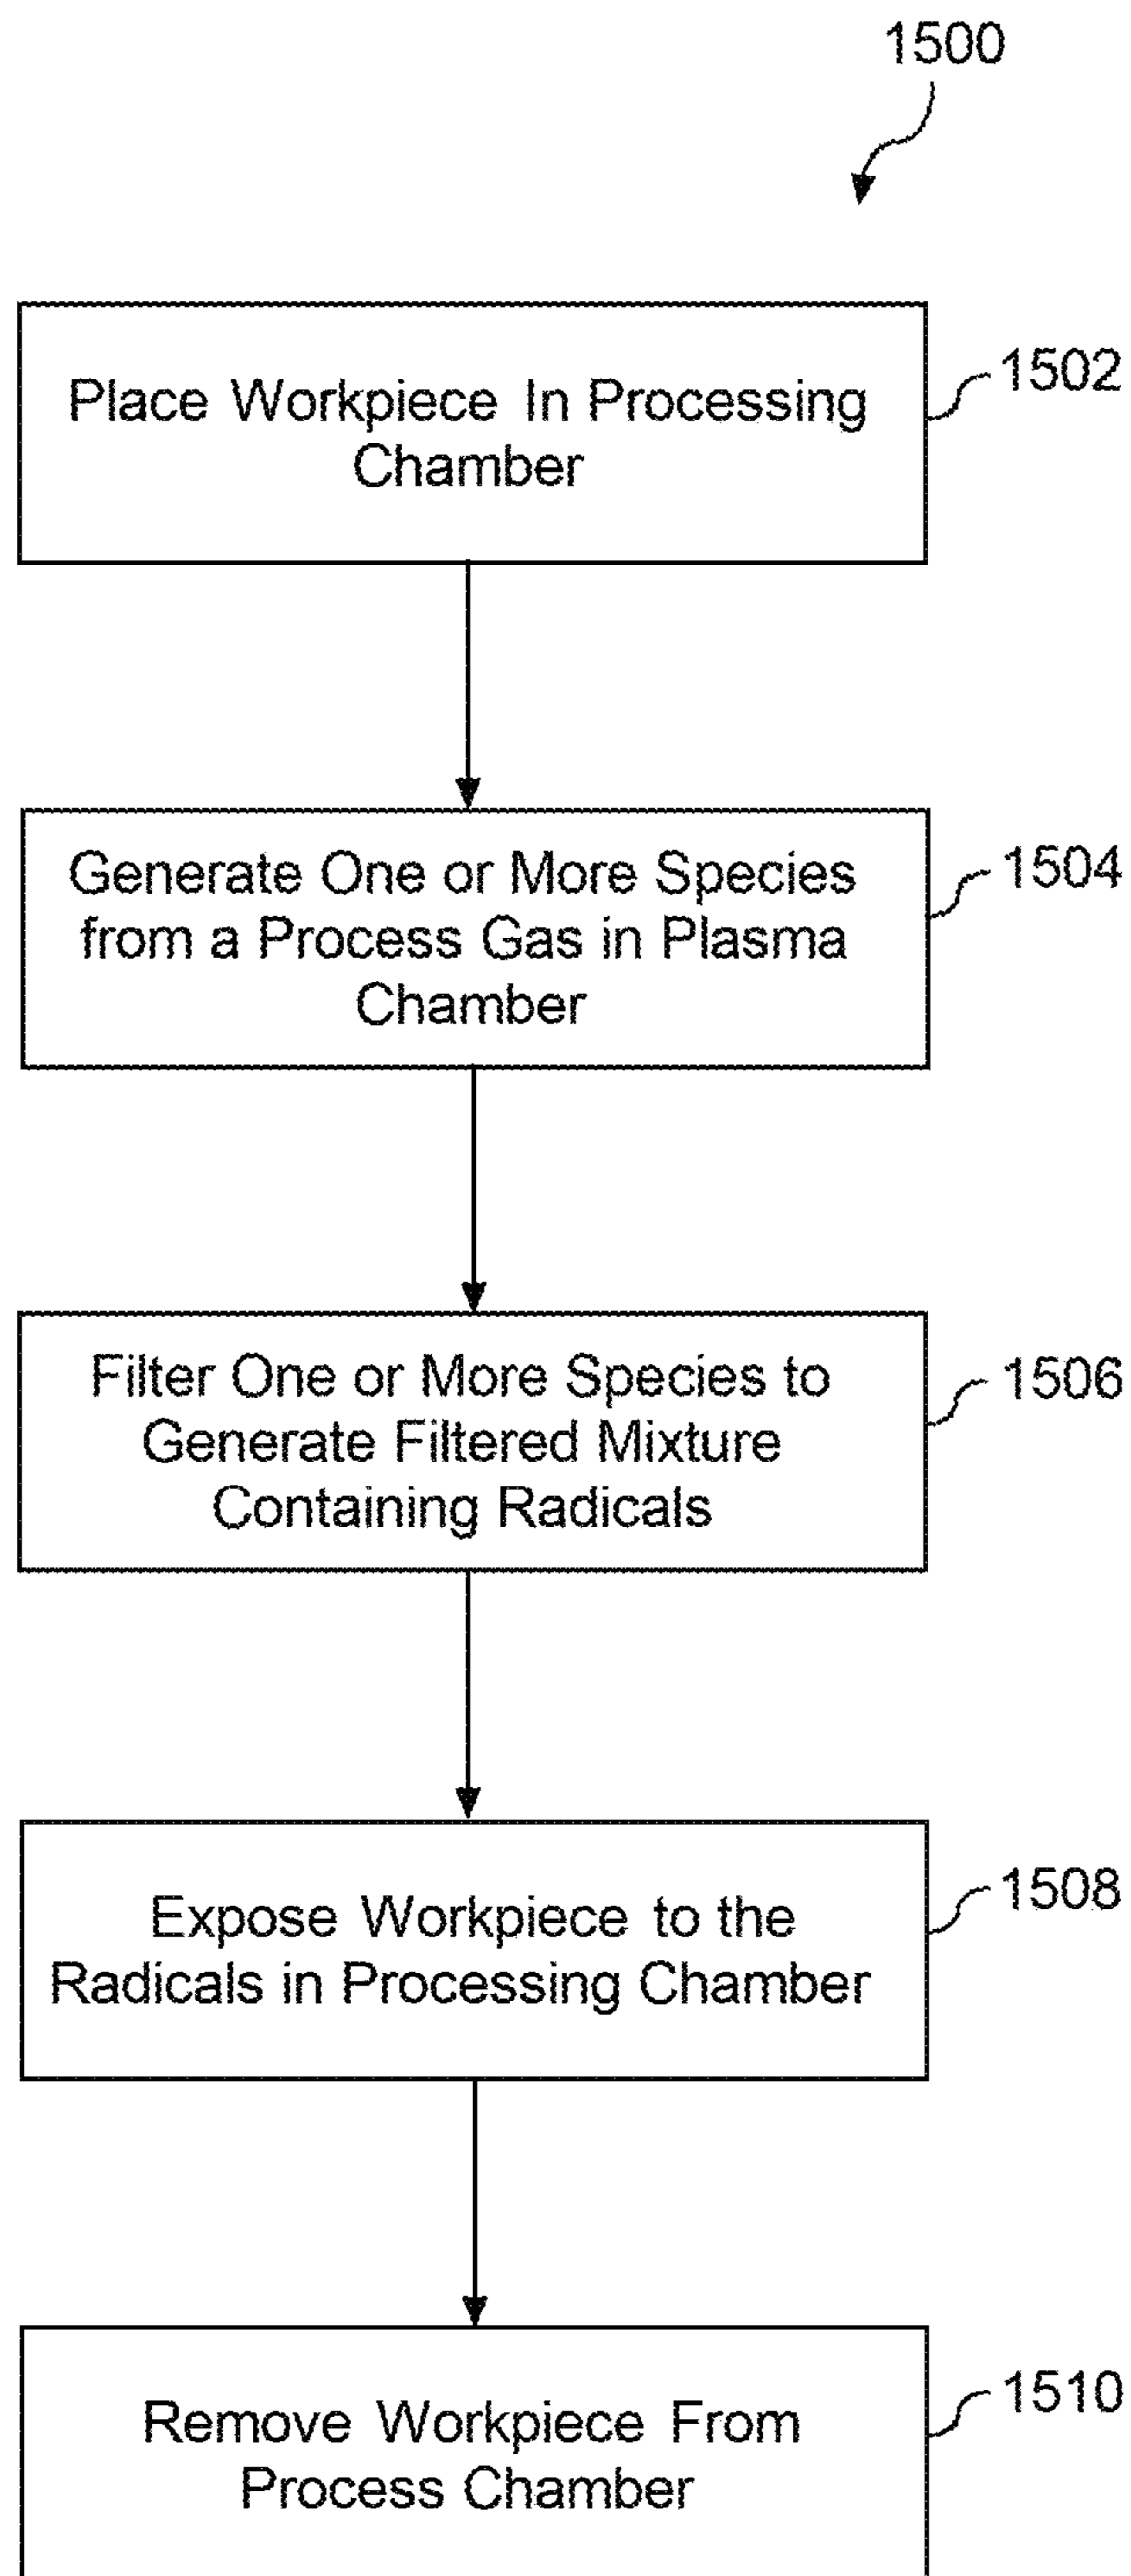 1500
Place Workpiece In Processing
Chamber
1502
Generate One or More Species
from a Process Gas in Plasma
Chamber
1504
Filter One or More Species to
Generate Filtered Mixture
Containing Radicals
1506
Expose Workpiece to the
Radicals in Processing Chamber
1508
Remove Workpiece From
Process Chamber
1510